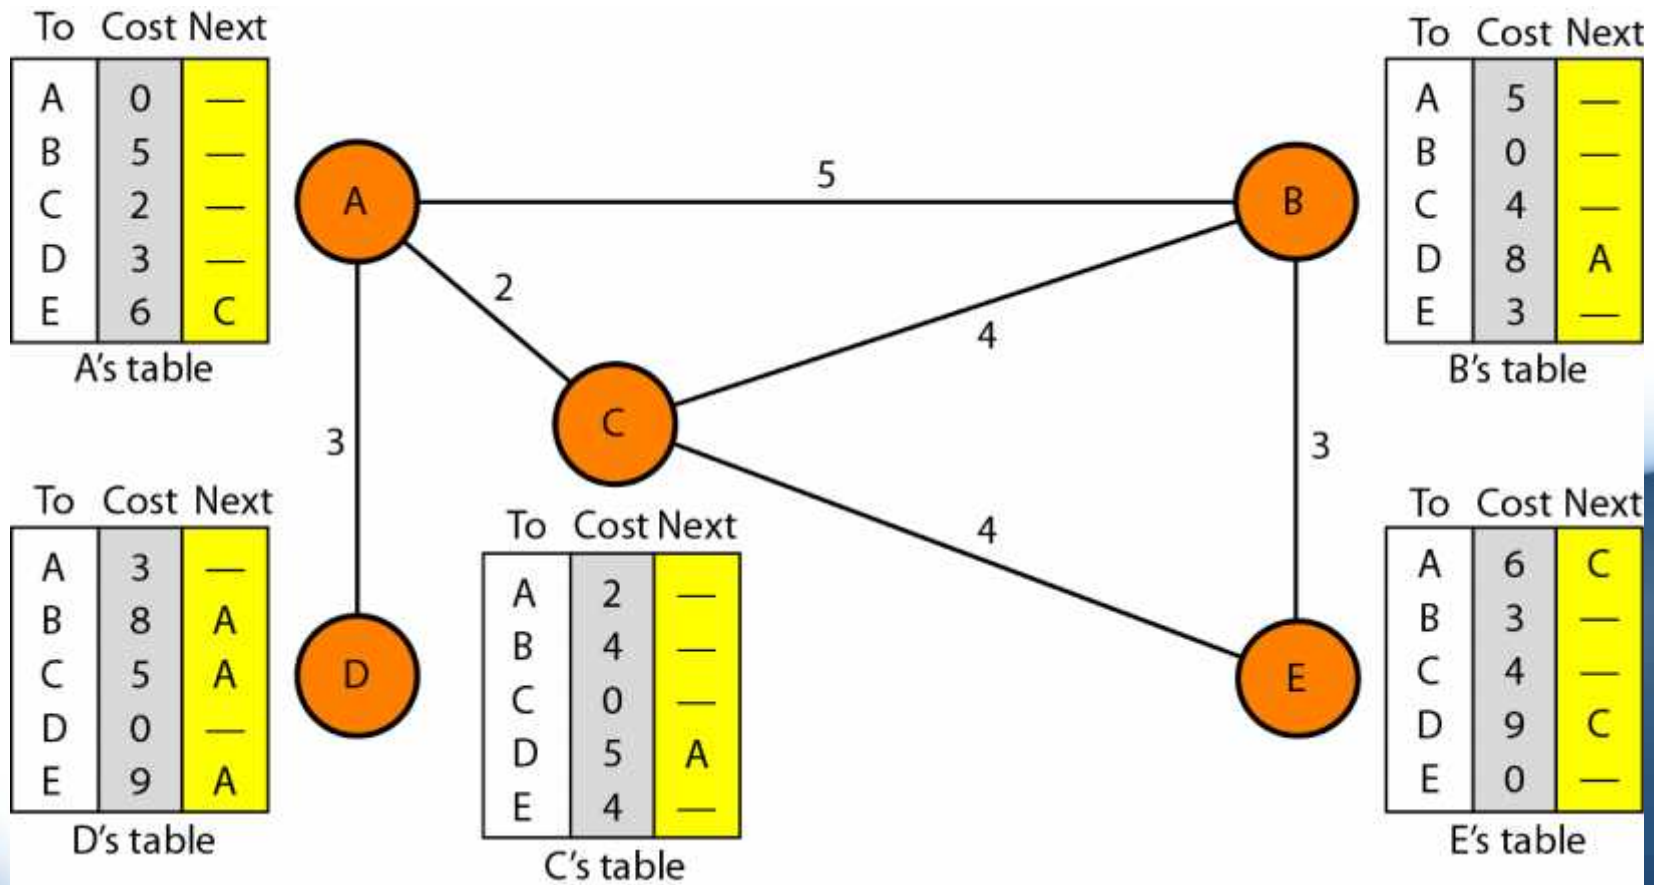 To Cost Next
A 0 —
B 5 —
C 2 —
D 3 —
E 6 C
A's table
To Cost Next
A 5 —
B 0 —
C 4 —
D 8 A
E 3 —
B's table
A
5
B
2
4
C
3
3
4
D
E
To Cost Next
A 3 —
B 8 A
C 5 A
D 0 —
E 9 A
D's table
To Cost Next
A 2 —
B 4 —
C 0 —
D 5 A
E 4 —
C's table
To Cost Next
A 6 C
B 3 —
C 4 —
D 9 C
E 0 —
E's table